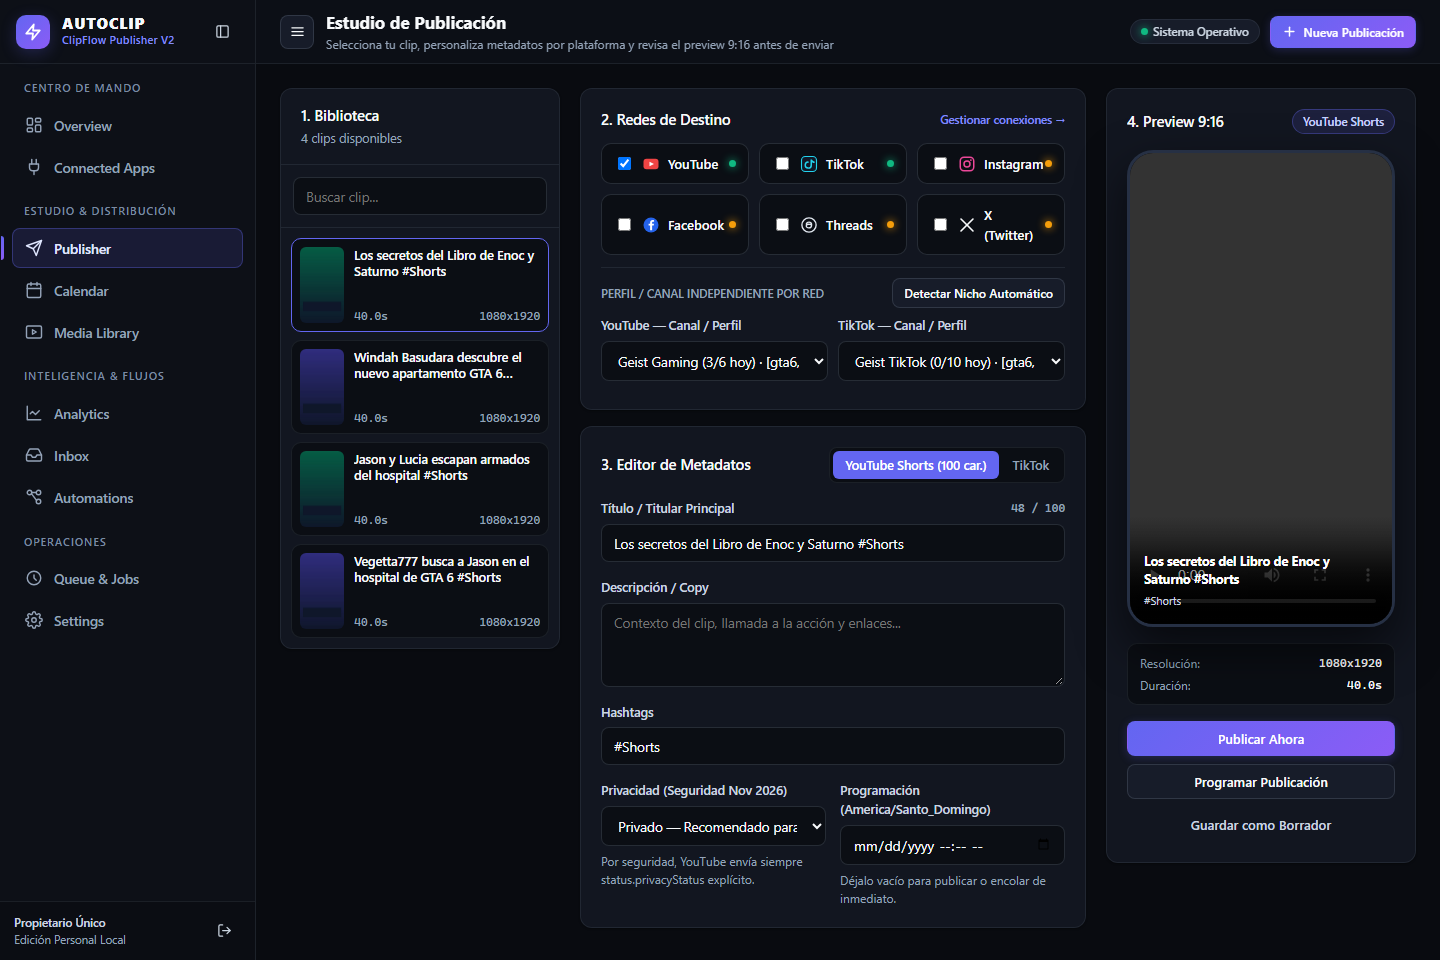 AUTOCLIP
ClipFlow Publisher V2
CENTRO DE MANDO
Overview
Connected Apps
ESTUDIO & DISTRIBUCIÓN
Publisher
Calendar
Media Library
INTELIGENCIA & FLUJOS
Analytics
Inbox
Automations
OPERACIONES
Queue & Jobs
Settings
Propietario Único
Edición Personal Local
Estudio de Publicación
Selecciona tu clip, personaliza metadatos por plataforma y revisa el preview 9:16 antes de enviar
Sistema Operativo
Nueva Publicación
1. Biblioteca
4 clips disponibles
Buscar clip...
Los secretos del Libro de Enoc y
Saturno #Shorts
40.0s 1080x1920
Windah Basudara descubre el
nuevo apartamento GTA 6...
40.0s 1080x1920
Jason y Lucia escapan armados
del hospital #Shorts
40.0s 1080x1920
Vegetta777 busca a Jason en el
hospital de GTA 6 #Shorts
40.0s 1080x1920
2. Redes de Destino
Gestionar conexiones →
YouTube
TikTok
Instagram
Facebook
Threads
X
(Twitter)
PERFIL / CANAL INDEPENDIENTE POR RED
Detectar Nicho Automático
YouTube — Canal / Perfil
Geist Gaming (3/6 hoy) · [gta6,
TikTok — Canal / Perfil
Geist TikTok (0/10 hoy) · [gta6,
3. Editor de Metadatos
YouTube Shorts (100 car.)
TikTok
Título / Titular Principal
48 / 100
Los secretos del Libro de Enoc y Saturno #Shorts
Descripción / Copy
Contexto del clip, llamada a la acción y enlaces...
Hashtags
#Shorts
Privacidad (Seguridad Nov 2026)
Privado — Recomendado para
Por seguridad, YouTube envía siempre
status.privacyStatus explícito.
Programación
(America/Santo_Domingo)
mm/dd/yyyy --:-- --
Déjalo vacío para publicar o encolar de
inmediato.
4. Preview 9:16
YouTube Shorts
Los secretos del Libro de Enoc y
Saturno #Shorts
#Shorts
Resolución: 1080x1920
Duración: 40.0s
Publicar Ahora
Programar Publicación
Guardar como Borrador